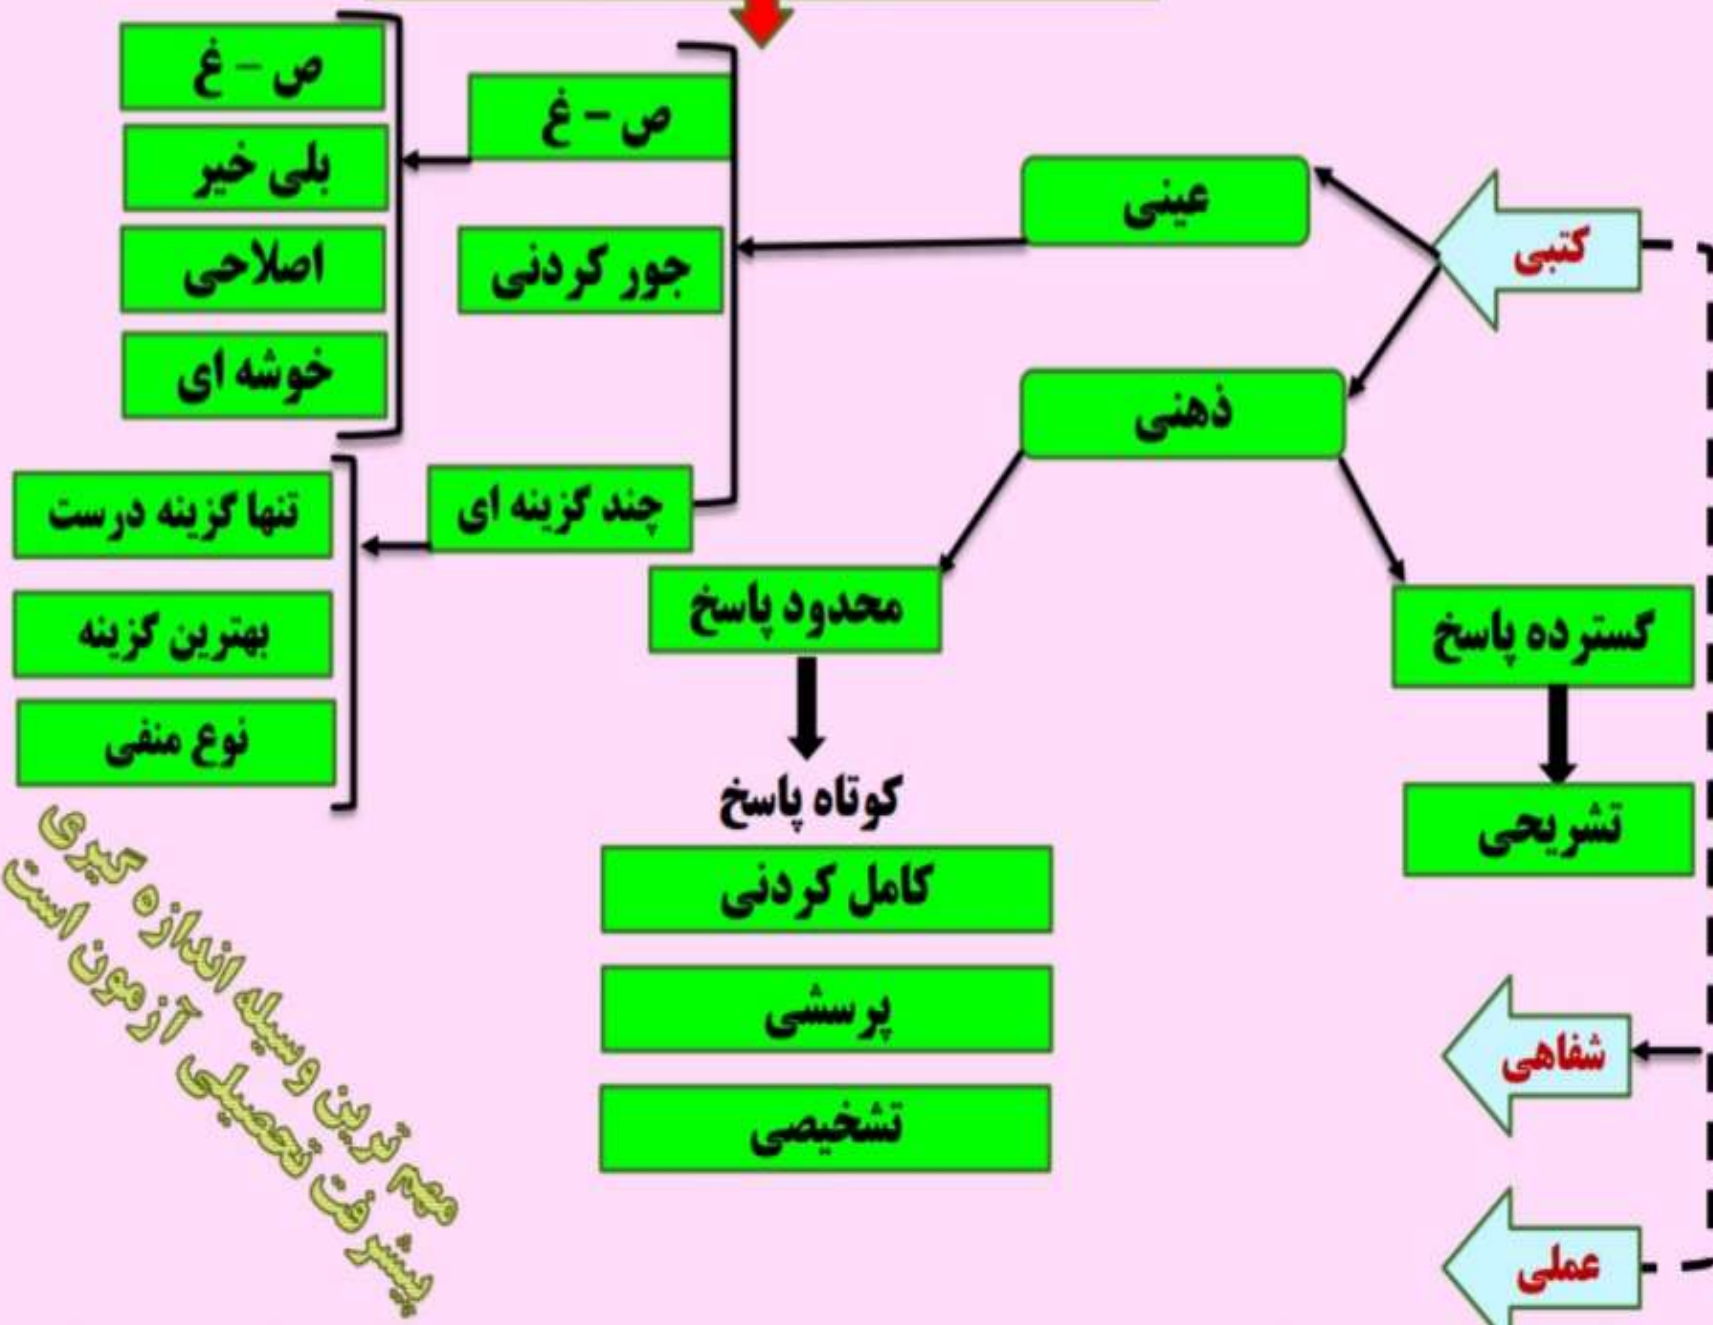 کتبی
عینی
ص - غ
ص - غ
بلی خیر
اصلاحی
خوشه ای
جور کردنی
چند گزینه ای
تنها گزینه درست
بهترین گزینه
نوع منفی
ذهنی
محدود پاسخ
کوتاه پاسخ
کامل کردنی
پرسشی
تشخیصی
گسترده پاسخ
تشریحی
شفاهی
عملی
مهم ترین وسیله اندازه گیری
پیشرفت تحصیلی آزمون است